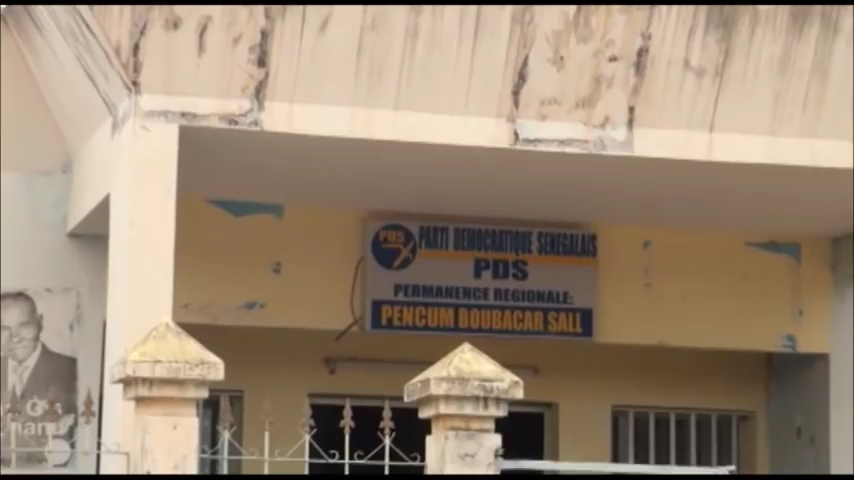 PDS
PARTI DEMOCRATIQUE SENEGALAIS
PDS
PERMANENCE REGIONALE:
PENCUM BOUBACAR SALL